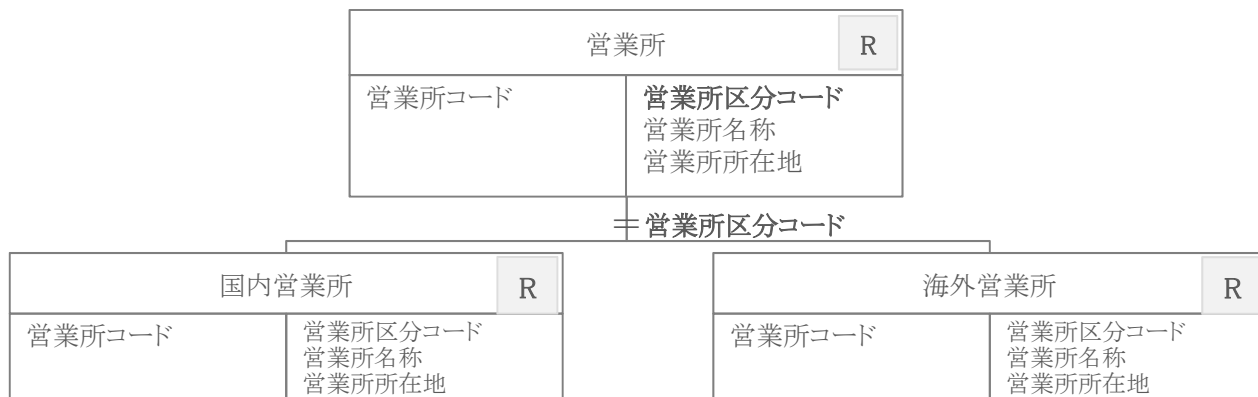 営業所
R
営業所コード
営業所区分コード
営業所名称
営業所所在地
営業所区分コード
国内営業所
R
営業所コード
営業所区分コード
営業所名称
営業所所在地
海外営業所
R
営業所コード
営業所区分コード
営業所名称
営業所所在地